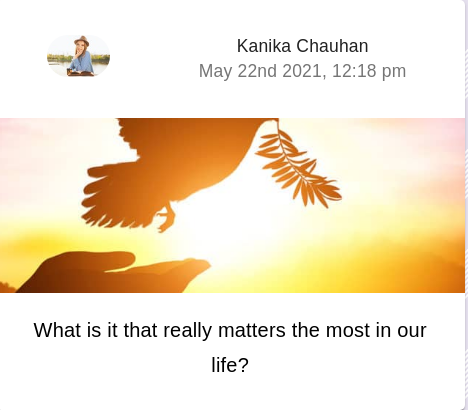 Kanika Chauhan
May 22nd 2021, 12:18 pm
What is it that really matters the most in our
life?